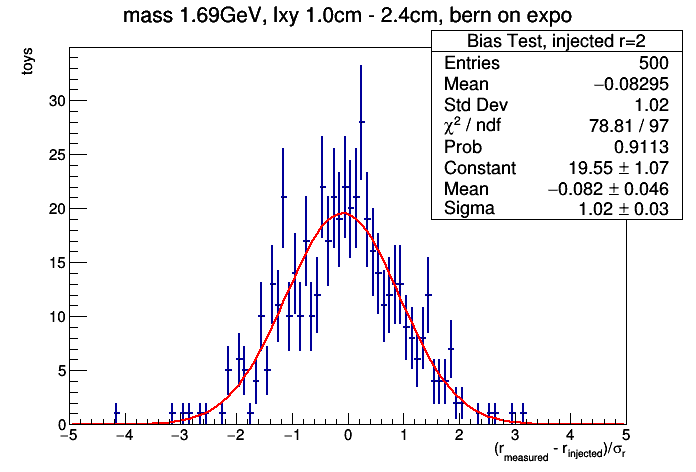 mass 1.69GeV, lxy 1.0cm - 2.4cm, bern on expo
toys
Bias Test, injected r=2
Entries 500
Mean −0.08295
Std Dev 1.02
χ² / ndf 78.81 / 97
Prob 0.9113
Constant 19.55 ± 1.07
Mean −0.082 ± 0.046
Sigma 1.02 ± 0.03
30
25
20
15
10
5
0
−5 −4 −3 −2 −1 0 1 2 3 4 5
(r_measured - r_injected)/σ_r